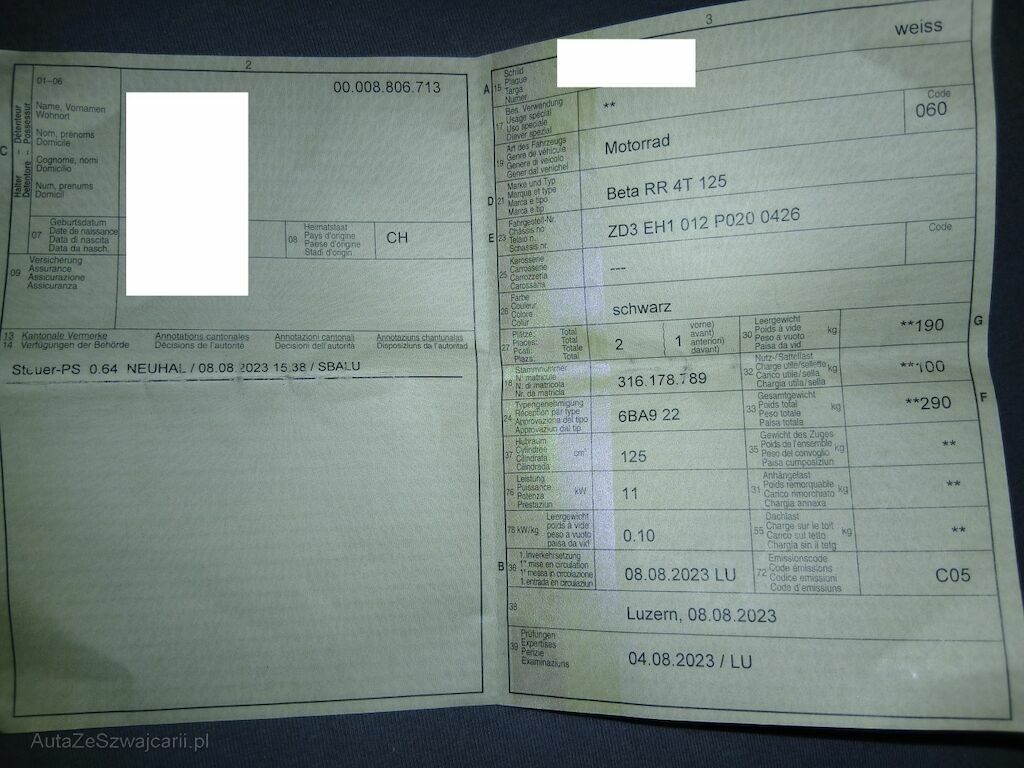 2
01-06
00.008.806.713
C
Halter - Détenteur
Detentore - Possessur
Name, Vornamen
Wohnort
Nom, prénoms
Domicile
Cognome, nomi
Domicilio
Num, prenums
Domicil
07
Geburtsdatum
Date de naissance
Data di nascita
Data da nasch.
08
Heimatstaat
Pays d'origine
Paese d'origine
Stadi d'origin
CH
09
Versicherung
Assurance
Assicurazione
Assicuranza
13 Kantonale Vermerke Annotations cantonales Annotazioni cantonali Annotaziuns chantunalas
14 Verfügungen der Behörde Décisions de l'autorité Decisioni dell'autorità Disposiziuns da l'autoritad
Steuer-PS 0.64 NEUHAL / 08.08.2023 15:38 / SBALU
3
weiss
A 15
Schild
Plaque
Targa
Numer
17
Bes. Verwendung
Usage spécial
Uso speciale
Diever spezial
**
Code
060
19
Art des Fahrzeugs
Genre de véhicule
Genere di veicolo
Gener dal vehichel
Motorrad
D 21
Marke und Typ
Marque et type
Marca e tipo
Marca e tip
Beta RR 4T 125
E 23
Fahrgestell-Nr.
Châssis no
Telaio n.
Schassis nr.
ZD3 EH1 012 P020 0426
25
Karosserie
Carrosserie
Carrozzeria
Carossaria
---
Code
26
Farbe
Couleur
Colore
Colur
schwarz
27
Plätze: Total
Places: Total
Posti: Totale
Plazs: Total
2
vorne)
avant)
anteriori)
davant)
1
30
Leergewicht
Poids à vide
Peso a vuoto
Paisa da vid
kg
**190
G
18
Stammnummer
N° matricule
N. di matricola
Nr. da matricla
316.178.789
32
Nutz-/Sattellast
Charge utile/sellette
Carico utile/sella
Chargia utila/sella
kg
**100
24
Typengenehmigung
Réception par type
Approvazione del tipo
Approvaziun dal tip
6BA9 22
33
Gesamtgewicht
Poids total
Peso totale
Paisa totala
kg
**290
F
37
Hubraum
Cylindrée
Cilindrata
Cilindrada
cm³
125
35
Gewicht des Zuges
Poids de l'ensemble
Peso del convoglio
Paisa cumposiziun
kg
**
76
Leistung
Puissance
Potenza
Prestaziun
kW
11
31
Anhängelast
Poids remorquable
Carico rimorchiato
Chargia annexa
kg
**
78 kW/kg
Leergewicht
poids à vide
peso a vuoto
paisa da vid
0.10
55
Dachlast
Charge sur le toit
Carico sul tetto
Chargia sin il tetg
kg
**
B 36
1. Inverkehrsetzung
1re mise en circulation
1a messa in circolazione
1. entrada en circulaziun
08.08.2023 LU
72
Emissionscode
Code émissions
Codice emissioni
Code d'emissiuns
C05
38
Luzern, 08.08.2023
39
Prüfungen
Expertises
Perizie
Examinaziuns
04.08.2023 / LU
AutaZeSzwajcarii.pl